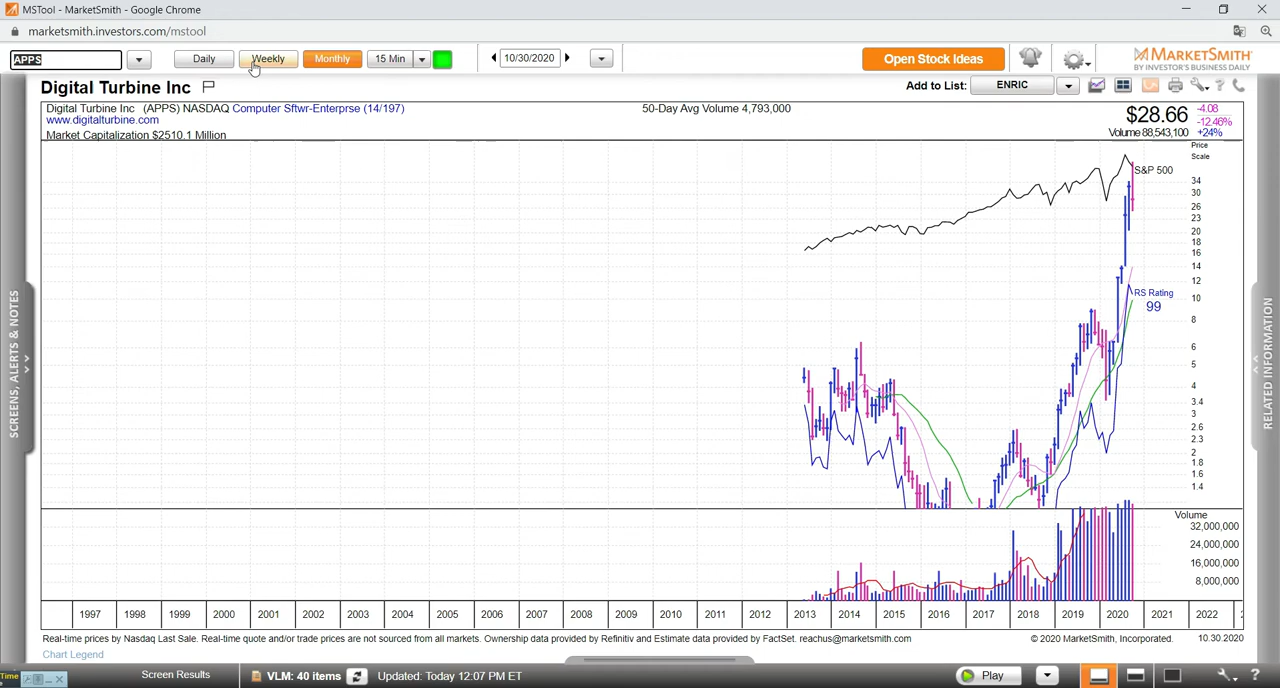 MSTool - MarketSmith - Google Chrome
marketsmith.investors.com/mstool
APPS
Daily
Weekly
Monthly
15 Min
10/30/2020
Open Stock Ideas
MARKETSMITH
BY INVESTOR'S BUSINESS DAILY
Digital Turbine Inc
Add to List:
ENRIC
Digital Turbine Inc (APPS) NASDAQ Computer Sftwr-Enterprse (14/197)
50-Day Avg Volume 4,793,000
$28.66
-4.08
-12.46%
www.digitalturbine.com
Market Capitalization $2510.1 Million
Volume 88,543,100 +24%
Price
Scale
S&P 500
34
30
26
23
20
18
16
14
12
RS Rating
99
10
8
6
5
4
3.4
3
2.6
2.3
2
1.8
1.6
1.4
Volume
32,000,000
24,000,000
16,000,000
8,000,000
1997 1998 1999 2000 2001 2002 2003 2004 2005 2006 2007 2008 2009 2010 2011 2012 2013 2014 2015 2016 2017 2018 2019 2020 2021 2022 2
Real-time prices by Nasdaq Last Sale. Real-time quote and/or trade prices are not sourced from all markets. Ownership data provided by Refinitiv and Estimate data provided by FactSet. reachus@marketsmith.com
© 2020 MarketSmith, Incorporated.
10.30.2020
Chart Legend
SCREENS, ALERTS & NOTES
RELATED INFORMATION
Time
Screen Results
VLM: 40 items
Updated: Today 12:07 PM ET
Play